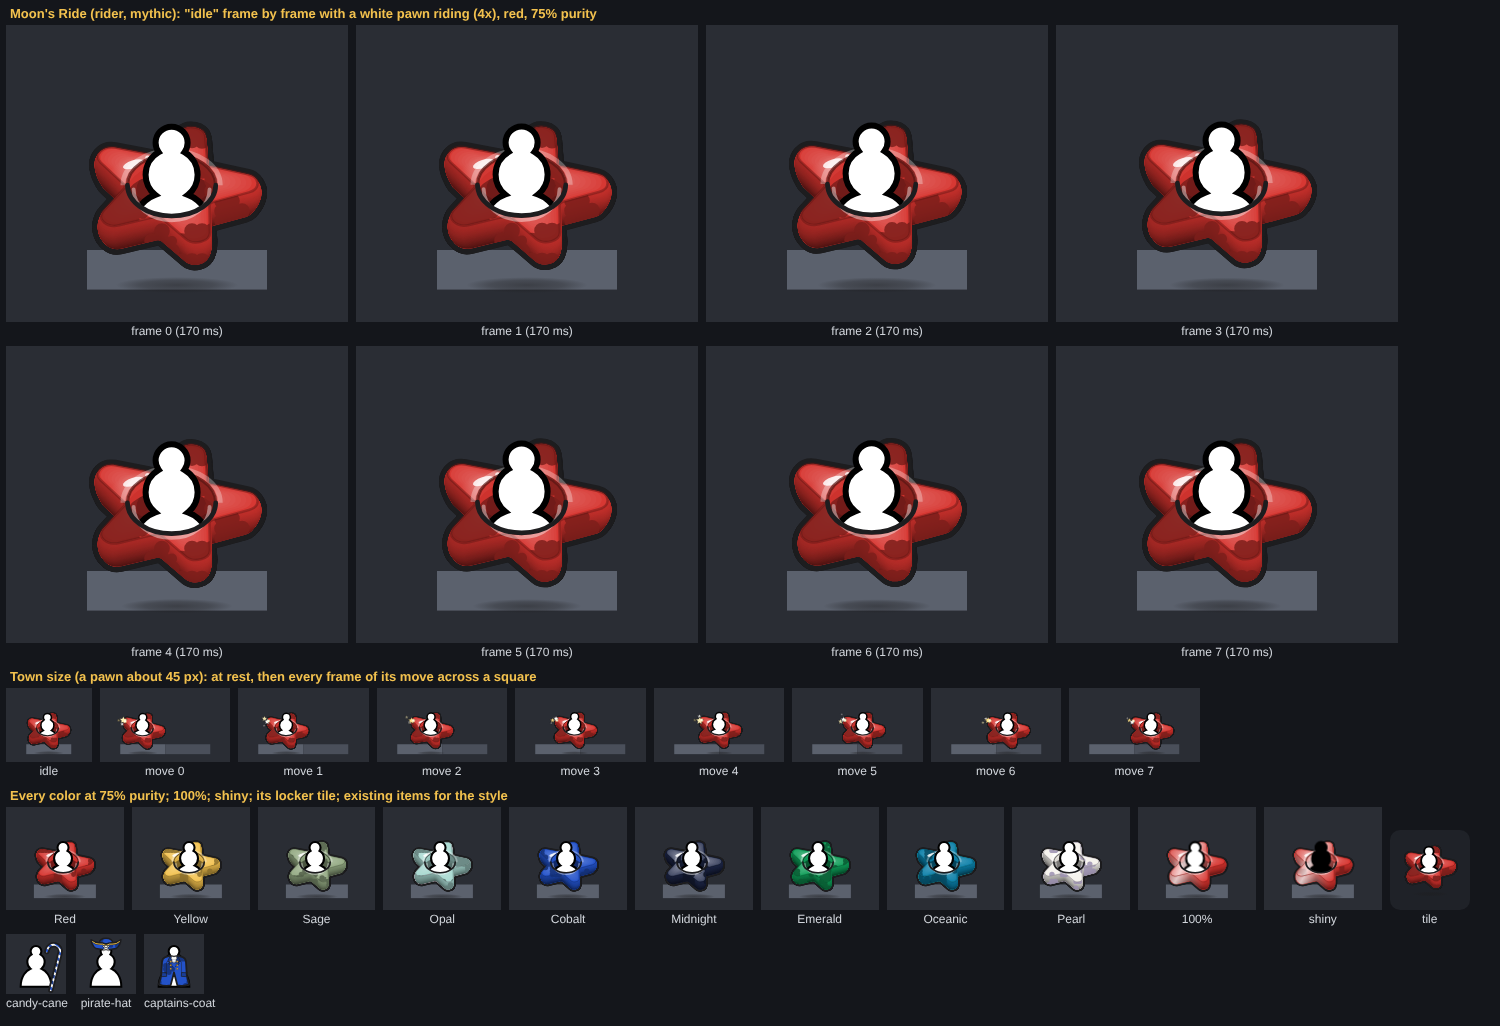 Moon's Ride (rider, mythic): "idle" frame by frame with a white pawn riding (4x), red, 75% purity
frame 0 (170 ms)
frame 1 (170 ms)
frame 2 (170 ms)
frame 3 (170 ms)
frame 4 (170 ms)
frame 5 (170 ms)
frame 6 (170 ms)
frame 7 (170 ms)
Town size (a pawn about 45 px): at rest, then every frame of its move across a square
idle
move 0
move 1
move 2
move 3
move 4
move 5
move 6
move 7
Every color at 75% purity; 100%; shiny; its locker tile; existing items for the style
Red
Yellow
Sage
Opal
Cobalt
Midnight
Emerald
Oceanic
Pearl
100%
shiny
tile
candy-cane
pirate-hat
captains-coat